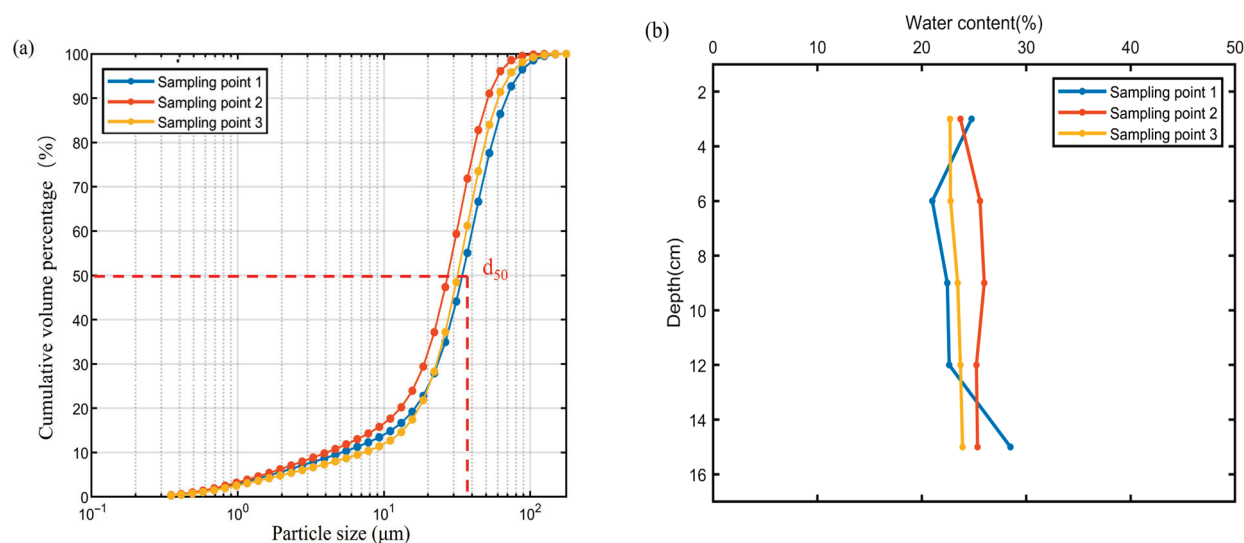 (a)
100
90
80
70
60
50
40
30
20
10
0
Cumulative volume percentage (%)
Sampling point 1
Sampling point 2
Sampling point 3
d50
10−1
100
101
102
Particle size (μm)
(b)
Water content(%)
0 10 20 30 40 50
2
4
6
8
10
12
14
16
Depth(cm)
Sampling point 1
Sampling point 2
Sampling point 3